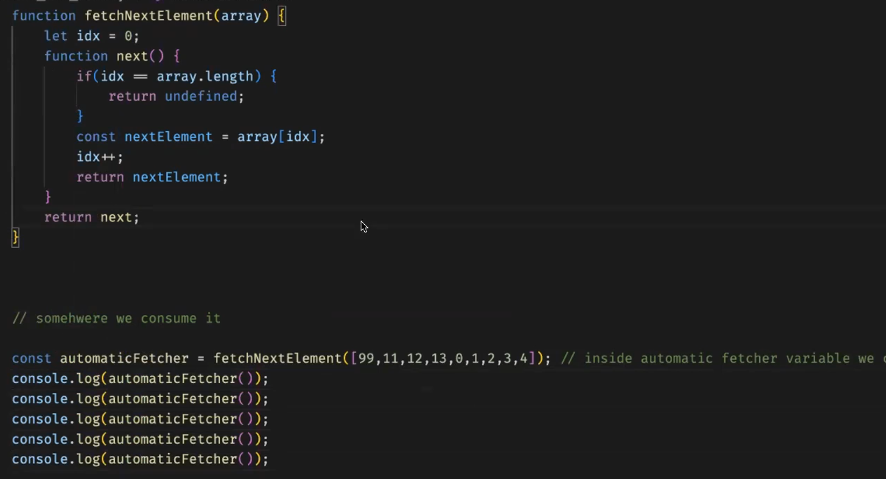 function fetchNextElement(array) {
    let idx = 0;
    function next() {
        if(idx == array.length) {
            return undefined;
        }
        const nextElement = array[idx];
        idx++;
        return nextElement;
    }
    return next;
}
// somehwere we consume it
const automaticFetcher = fetchNextElement([99,11,12,13,0,1,2,3,4]); // inside automatic fetcher variable we
console.log(automaticFetcher());
console.log(automaticFetcher());
console.log(automaticFetcher());
console.log(automaticFetcher());
console.log(automaticFetcher());